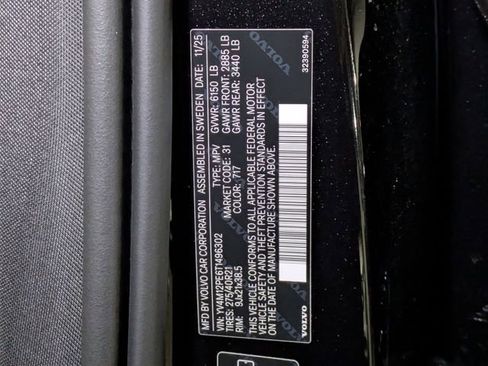 MFD BY VOLVO CAR CORPORATION ASSEMBLED IN SWEDEN DATE: 11/25
VIN: YV4M12PE6T1496302 TYPE: MPV GVWR: 6150 LB
TIRES: 275/40R21 MARKET CODE: 31 GAWR FRONT: 2885 LB
RIM: 9Jx21x38.5 COLOR: 717 GAWR REAR: 3440 LB
THIS VEHICLE CONFORMS TO ALL APPLICABLE FEDERAL MOTOR
VEHICLE SAFETY AND THEFT PREVENTION STANDARDS IN EFFECT
ON THE DATE OF MANUFACTURE SHOWN ABOVE.
VOLVO
32390594
VOLVO